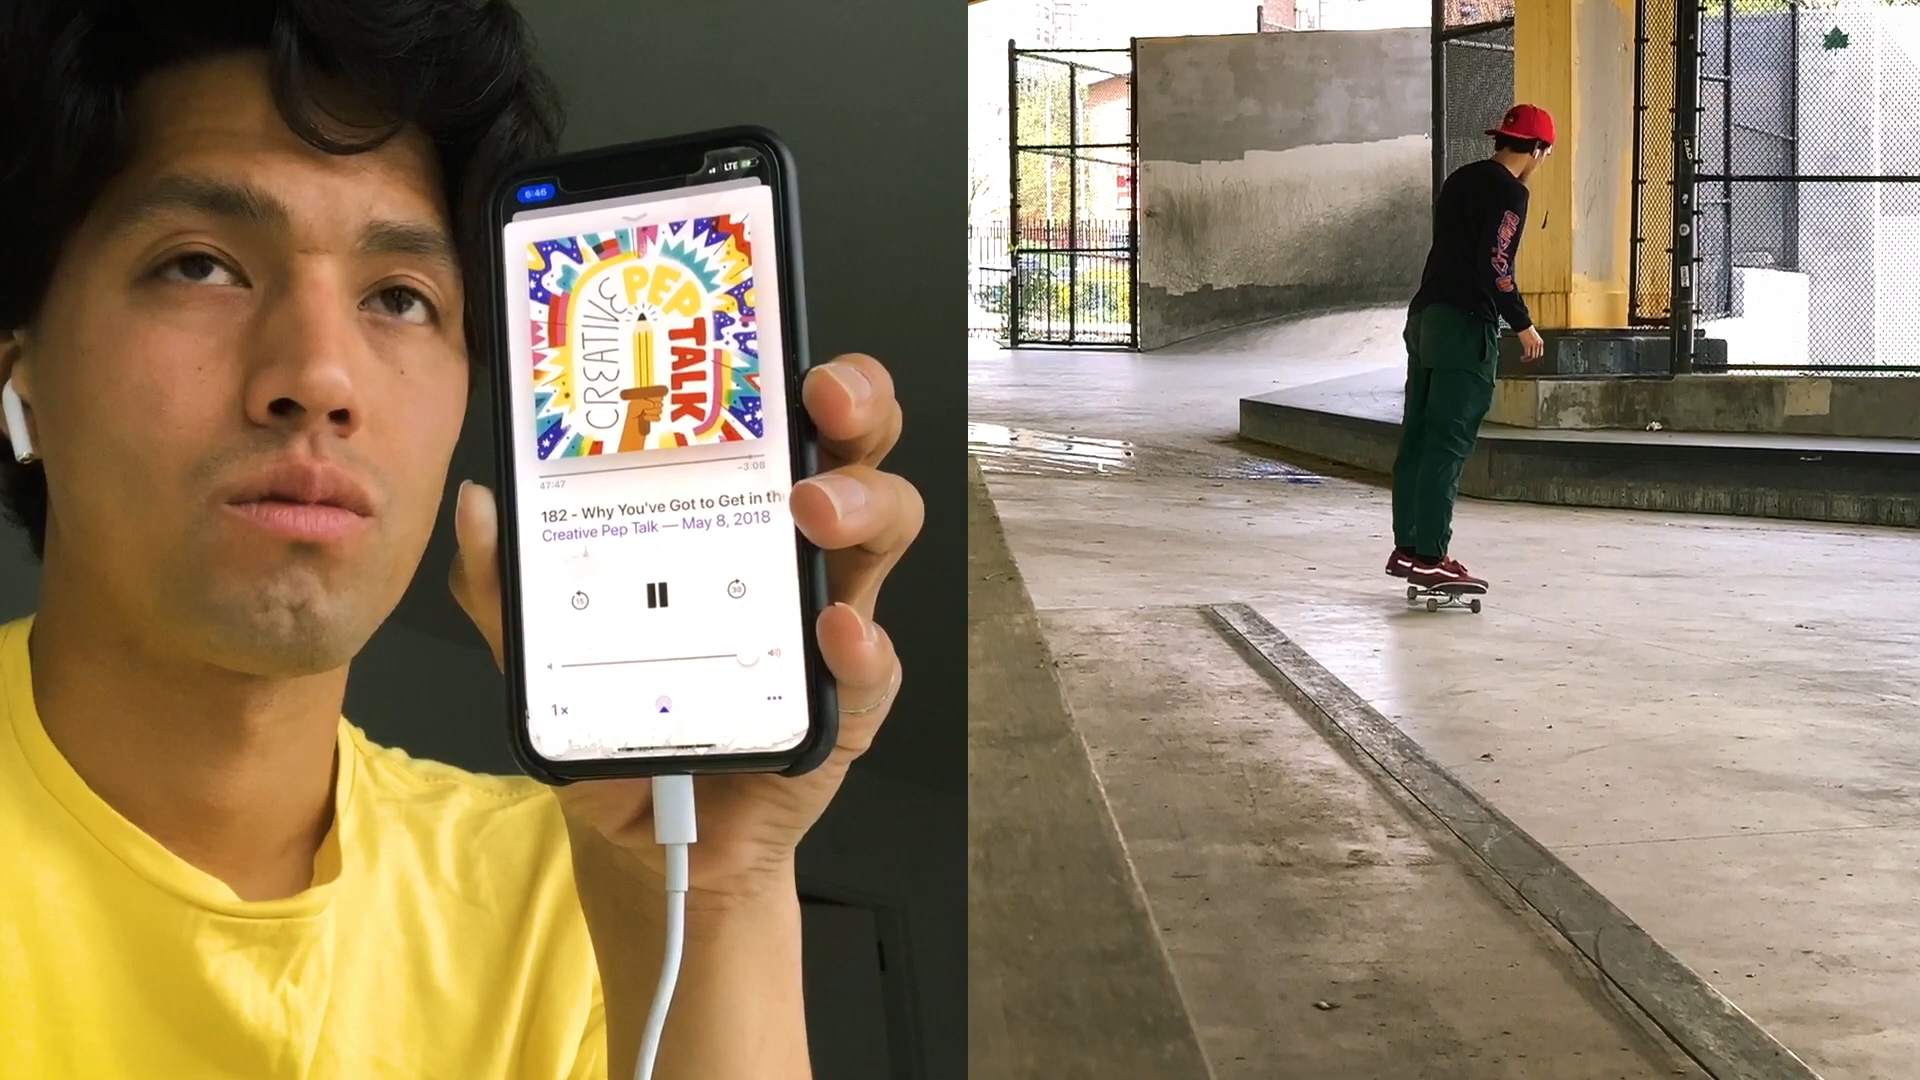 6:46
LTE
CREATIVE
PEP
TALK
47:47
-3:08
182 - Why You've Got to Get in th
Creative Pep Talk — May 8, 2018
15
30
1×